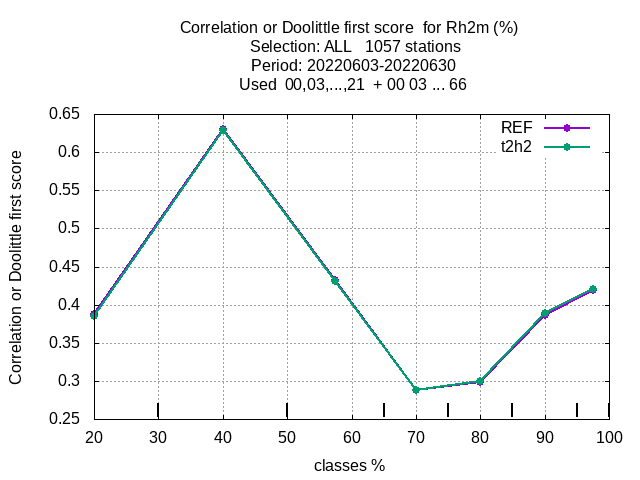 Correlation or Doolittle first score  for Rh2m (%)
Selection: ALL   1057 stations
Period: 20220603-20220630
Used  00,03,...,21  + 00 03 ... 66
REF
t2h2
Correlation or Doolittle first score
0.65
0.6
0.55
0.5
0.45
0.4
0.35
0.3
0.25
20 30 40 50 60 70 80 90 100
classes %